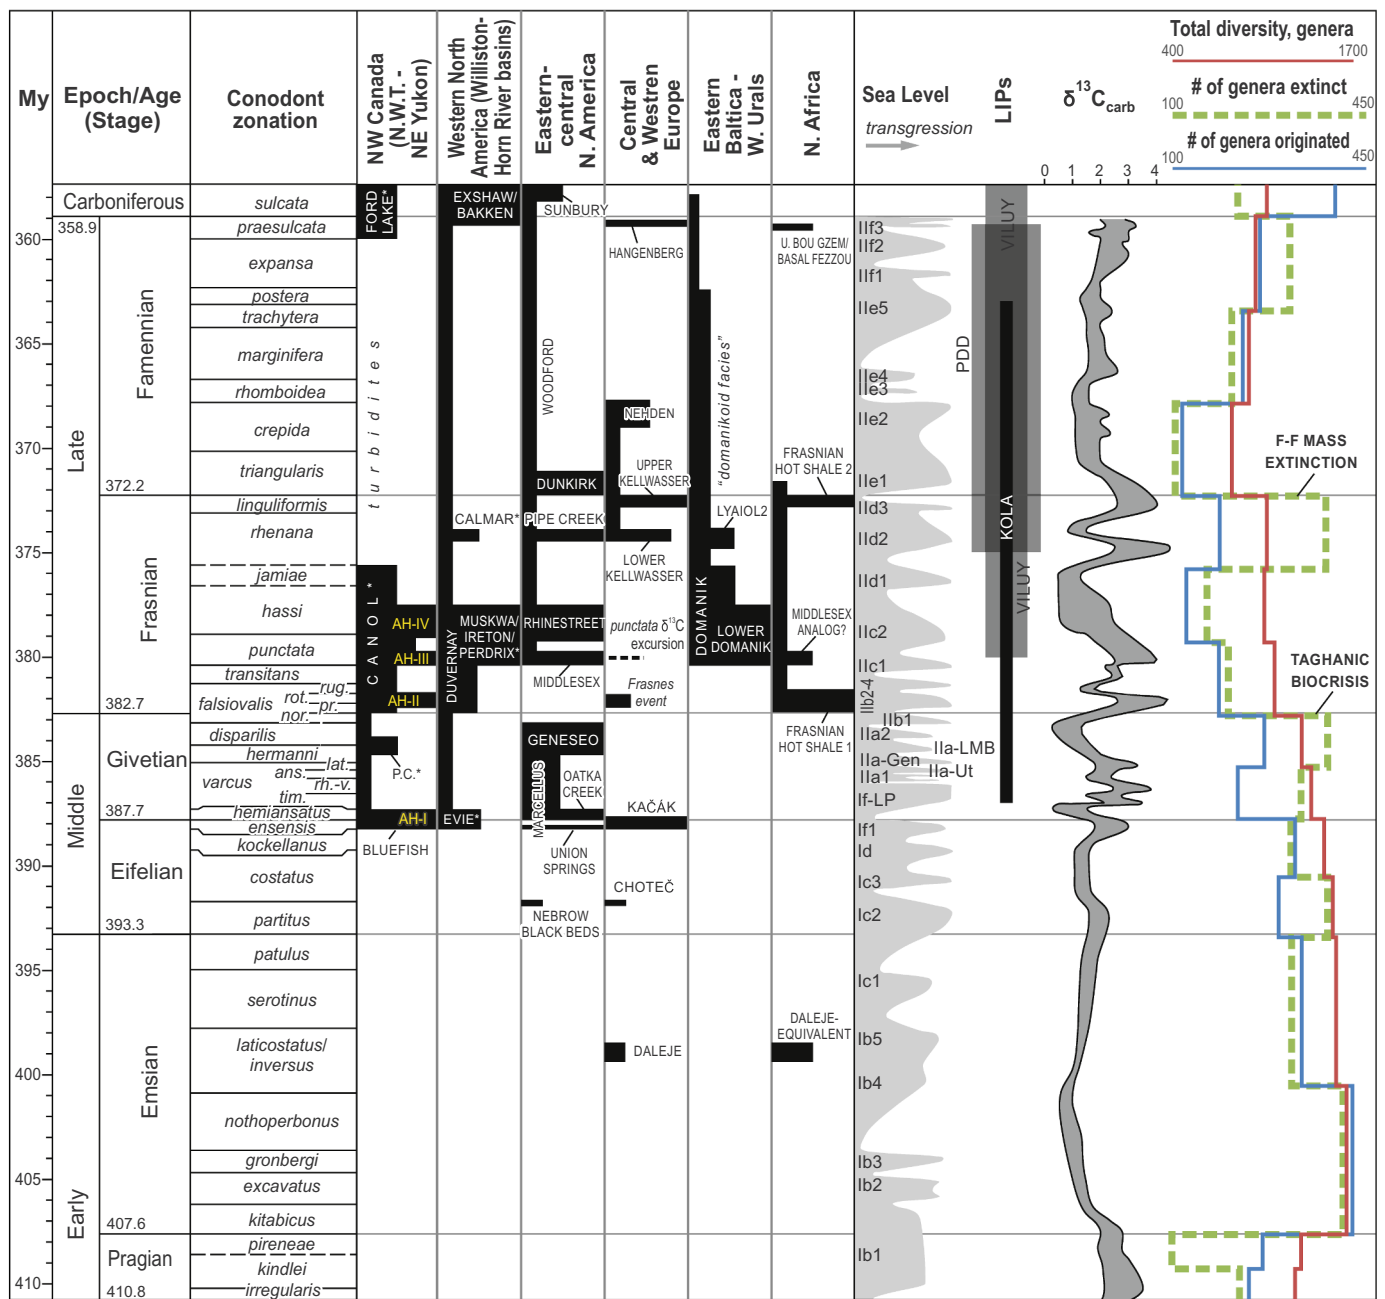 My
Epoch/Age
(Stage)
Conodont
zonation
NW Canada
(N.W.T. -
NE Yukon)
Western North
America (Williston-
Horn River basins)
Eastern-
central
N. America
Central
& Westren
Europe
Eastern
Baltica -
W. Urals
N. Africa
Sea Level
transgression
LIPs
δ¹³C carb
0 1 2 3 4
Total diversity, genera
400 1700
# of genera extinct
100 450
# of genera originated
100 450
360
365
370
375
380
385
390
395
400
405
410
Carboniferous
358.9
Late
Famennian
372.2
Frasnian
382.7
Middle
Givetian
387.7
Eifelian
393.3
Early
Emsian
407.6
Pragian
410.8
sulcata
praesulcata
expansa
postera
trachytera
marginifera
rhomboidea
crepida
triangularis
linguliformis
rhenana
jamiae
hassi
punctata
transitans
falsiovalis
rot.
rug.
pr.
nor.
disparilis
hermanni
varcus
ans.
lat.
rh.-v.
tim.
hemiansatus
ensensis
kockellanus
costatus
partitus
patulus
serotinus
laticostatus/
inversus
nothoperbonus
gronbergi
excavatus
kitabicus
pireneae
kindlei
irregularis
FORD
LAKE*
turbidites
CANOL*
AH-IV
AH-III
AH-II
P.C.*
AH-I
BLUEFISH
EXSHAW/
BAKKEN
CALMAR*
MUSKWA/
IRETON/
PERDRIX*
DUVERNAY
EVIE*
SUNBURY
WOODFORD
DUNKIRK
PIPE CREEK
RHINESTREET
MIDDLESEX
GENESEO
MARCELLUS
OATKA
CREEK
UNION
SPRINGS
NEBROW
BLACK BEDS
HANGENBERG
NEHDEN
UPPER
KELLWASSER
LOWER
KELLWASSER
punctata δ¹³C
excursion
Frasnes
event
KAČÁK
CHOTEČ
DALEJE
"domanikoid facies"
LYAIOL2
DOMANIK
LOWER
DOMANIK
U. BOU GZEM/
BASAL FEZZOU
FRASNIAN
HOT SHALE 2
MIDDLESEX
ANALOG?
FRASNIAN
HOT SHALE 1
DALEJE-
EQUIVALENT
IIf3
IIf2
IIf1
IIe5
IIe4
IIe3
IIe2
IIe1
IId3
IId2
IId1
IIc2
IIc1
IIb2-4
IIb1
IIa2
IIa-LMB
IIa-Gen
IIa-Ut
IIa1
If-LP
If1
Id
Ic3
Ic2
Ic1
Ib5
Ib4
Ib3
Ib2
Ib1
VILUY
PDD
KOLA
VILUY
F-F MASS
EXTINCTION
TAGHANIC
BIOCRISIS